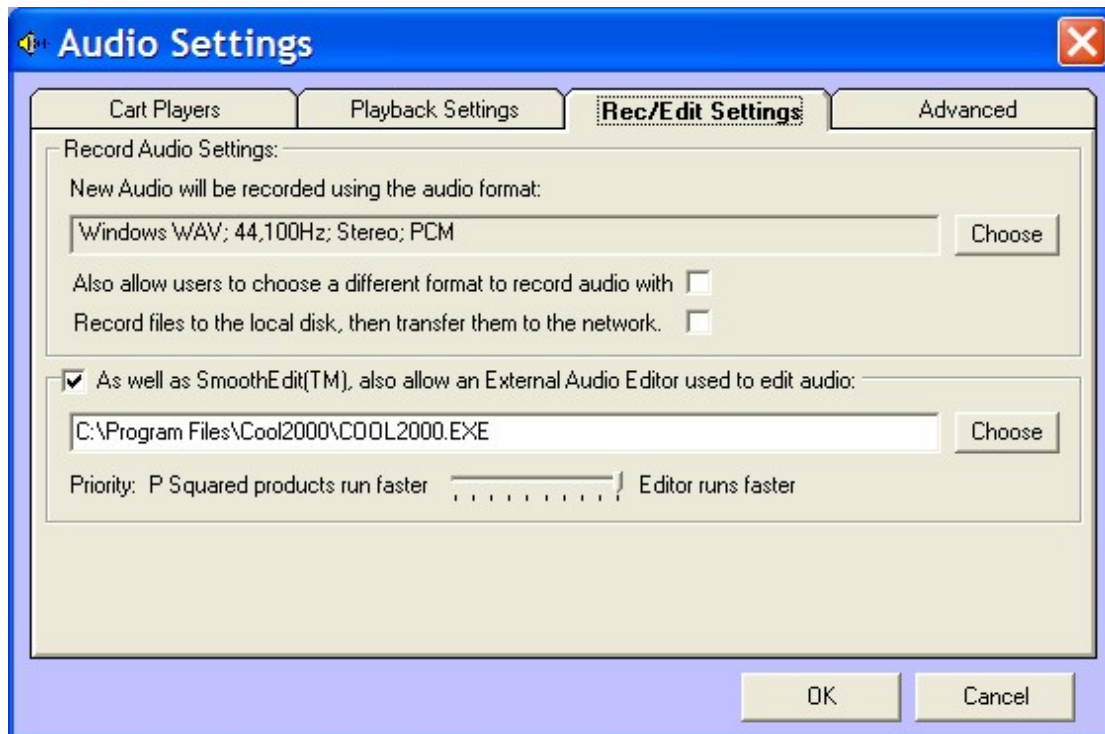 Audio Settings
Cart Players
Playback Settings
Rec/Edit Settings
Advanced
Record Audio Settings:
New Audio will be recorded using the audio format:
Windows WAV; 44,100Hz; Stereo; PCM
Choose
Also allow users to choose a different format to record audio with
Record files to the local disk, then transfer them to the network.
As well as SmoothEdit(TM), also allow an External Audio Editor used to edit audio:
C:\Program Files\Cool2000\COOL2000.EXE
Choose
Priority: P Squared products run faster
Editor runs faster
OK
Cancel